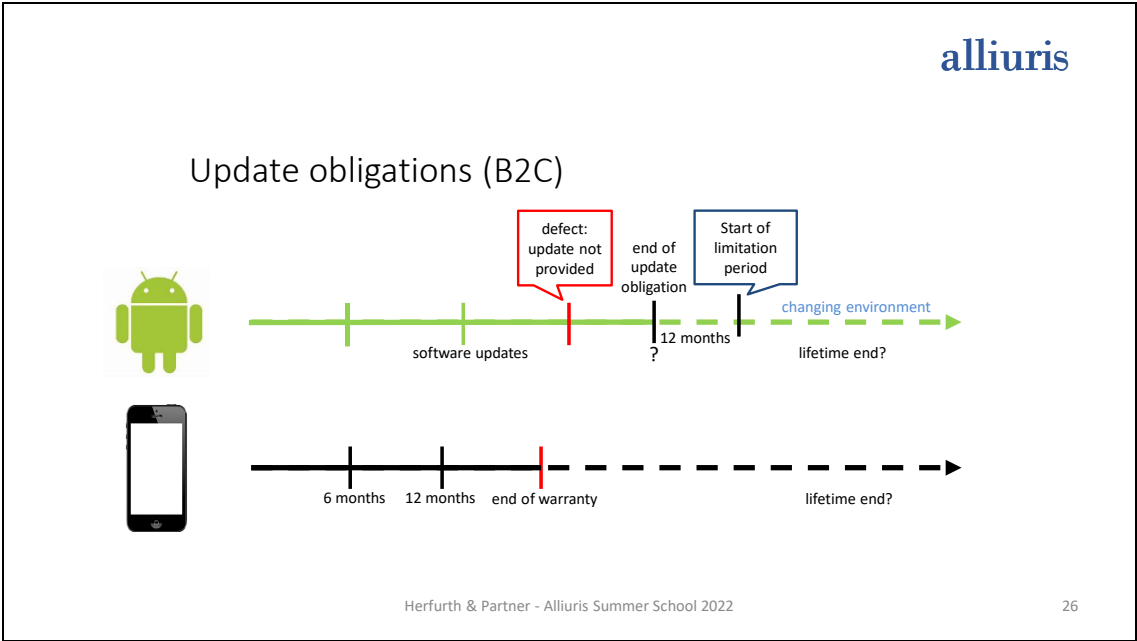 alliuris
Update obligations (B2C)
defect:
update not
provided
end of
update
obligation
Start of
limitation
period
changing environment
software updates
?
12 months
lifetime end?
6 months
12 months
end of warranty
lifetime end?
Herfurth & Partner - Alliuris Summer School 2022
26